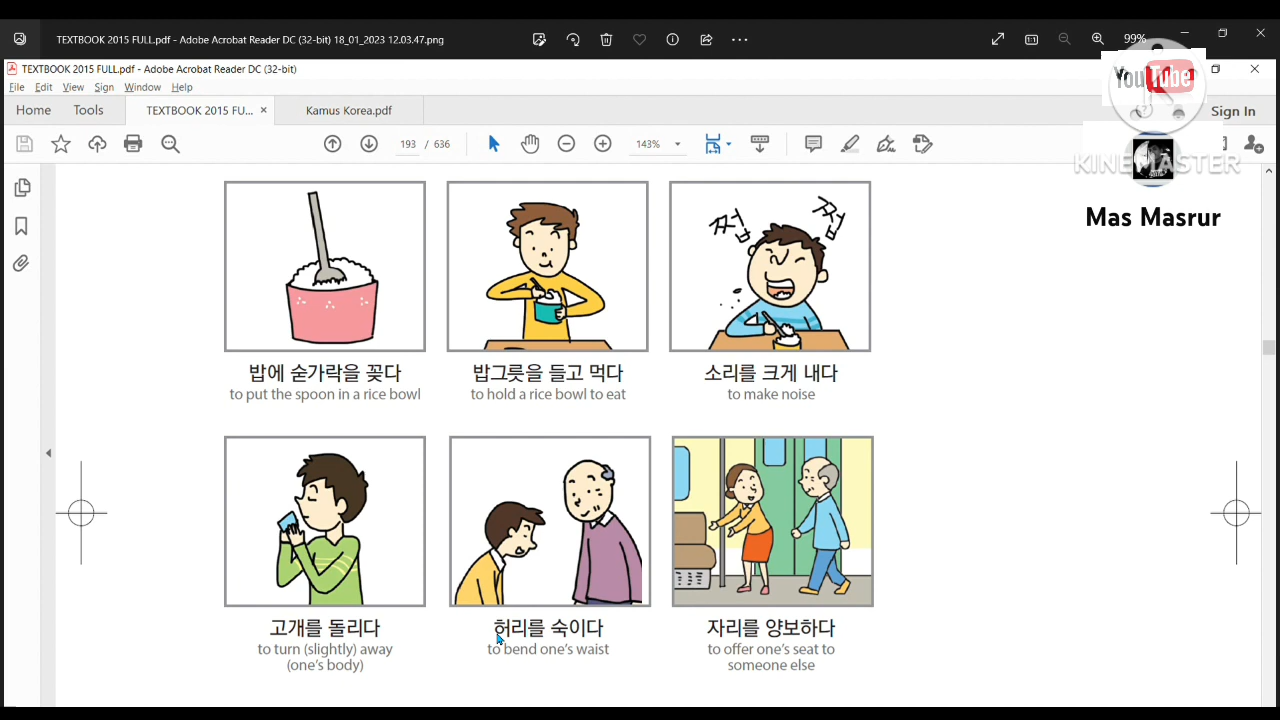 TEXTBOOK 2015 FULL.pdf - Adobe Acrobat Reader DC (32-bit) 18_01_2023 12.03.47.png
99%
TEXTBOOK 2015 FULL.pdf - Adobe Acrobat Reader DC (32-bit)
File Edit View Sign Window Help
YouTube
Home Tools TEXTBOOK 2015 FU... × Kamus Korea.pdf Sign In
193 / 636 143%
KINEMASTER
Mas Masrur
쩝 쩝
밥에 숟가락을 꽂다 밥그릇을 들고 먹다 소리를 크게 내다
to put the spoon in a rice bowl to hold a rice bowl to eat to make noise
고개를 돌리다 허리를 숙이다 자리를 양보하다
to turn (slightly) away to bend one's waist to offer one's seat to
(one's body) someone else